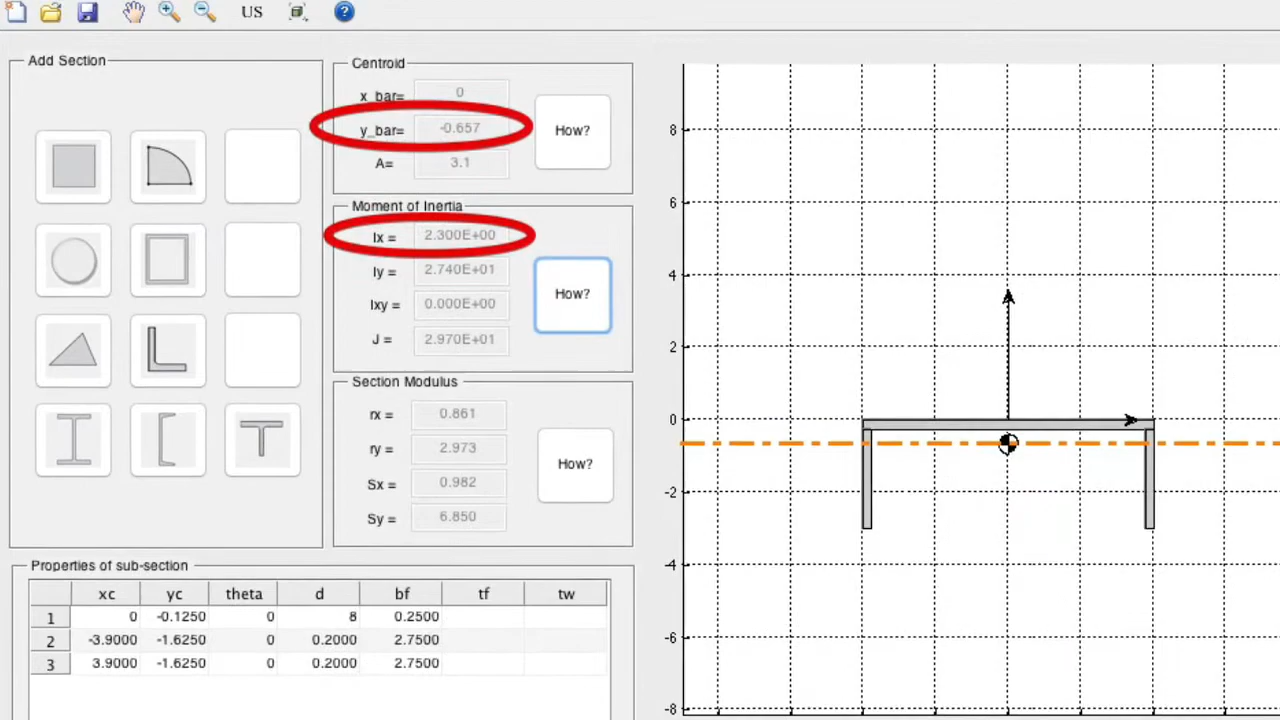 US
?
Add Section
Centroid
x_bar= 0
y_bar= -0.657
A= 3.1
How?
Moment of Inertia
Ix = 2.300E+00
Iy = 2.740E+01
Ixy = 0.000E+00
J = 2.970E+01
How?
Section Modulus
rx = 0.861
ry = 2.973
Sx = 0.982
Sy = 6.850
How?
Properties of sub-section
xc yc theta d bf tf tw
1 0 -0.1250 0 8 0.2500
2 -3.9000 -1.6250 0 0.2000 2.7500
3 3.9000 -1.6250 0 0.2000 2.7500
8
6
4
2
0
-2
-4
-6
-8